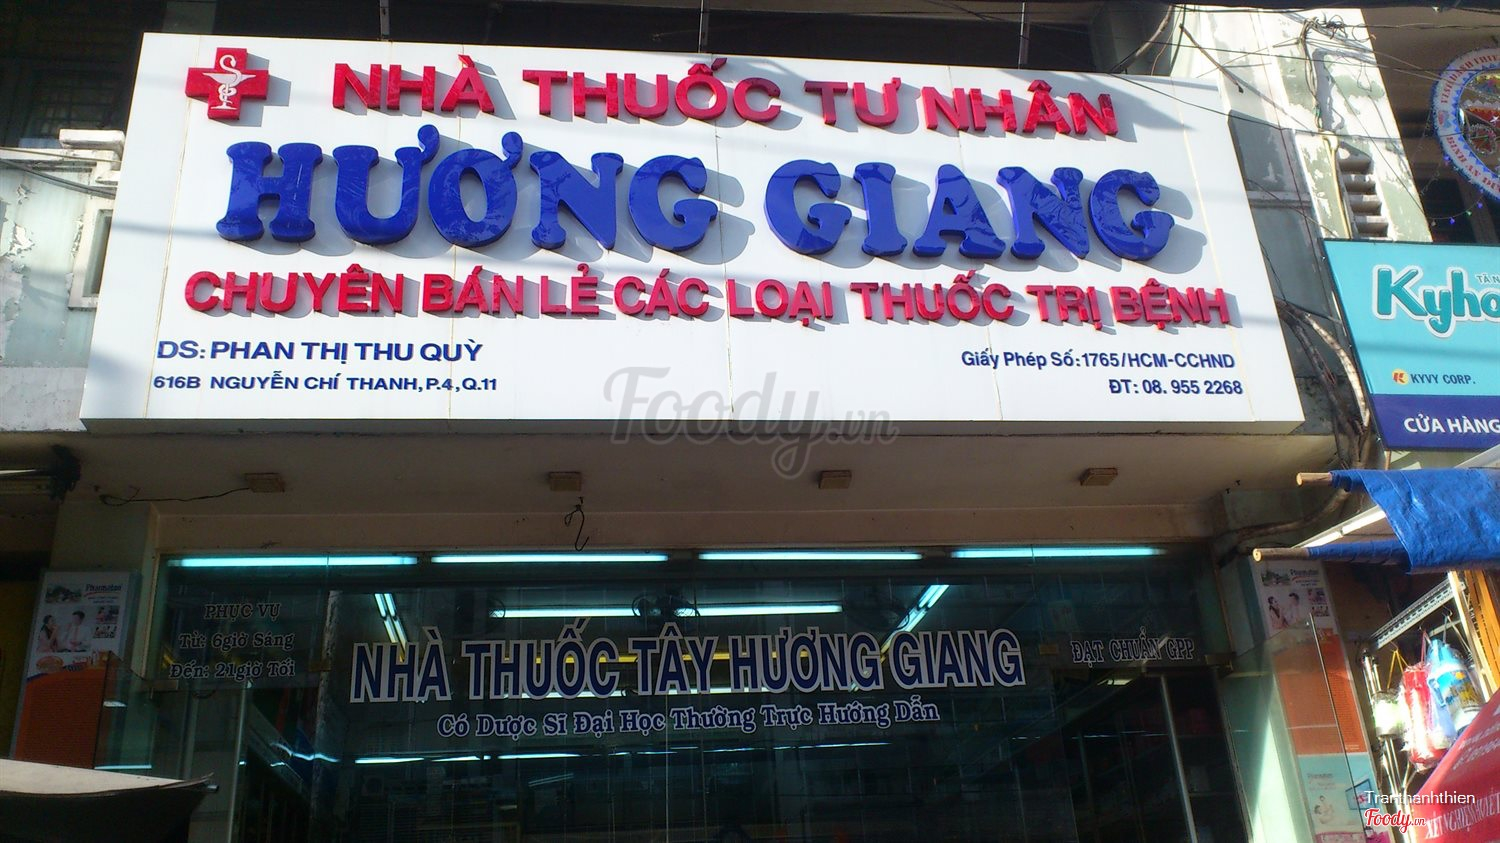 NHÀ THUỐC TƯ NHÂN
HƯƠNG GIANG
CHUYÊN BÁN LẺ CÁC LOẠI THUỐC TRỊ BỆNH
DS: PHAN THỊ THU QUỲ
616B NGUYỄN CHÍ THANH, P.4, Q.11
Giấy Phép Số: 1765/HCM-CCHND
ĐT: 08. 955 2268
Foody.vn
Kyho
KYVY CORP.
CỬA HÀNG
PHỤC VỤ
Từ: 6giờ Sáng
Đến: 21giờ Tối
NHÀ THUỐC TÂY HƯƠNG GIANG
Có Dược Sĩ Đại Học Thường Trực Hướng Dẫn
ĐẠT CHUẨN GPP
Pharmaton
Tranthanhthien
Foody.vn